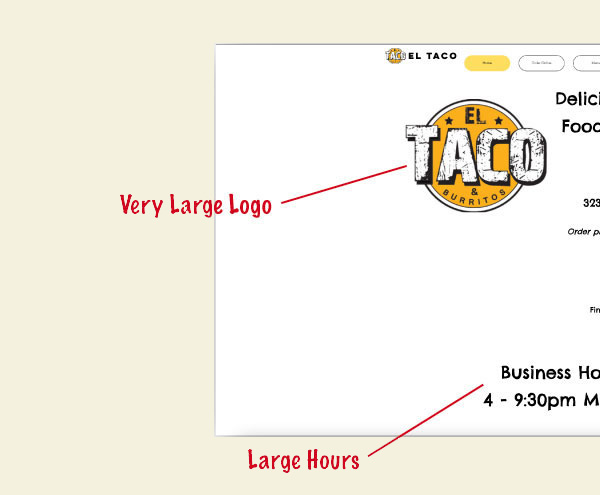 EL TACO
Home
Order Online
EL
TACO
&
BURRITOS
Delici
Food
323
Order p
Fin
Very Large Logo
Business Ho
4 - 9:30pm M
Large Hours